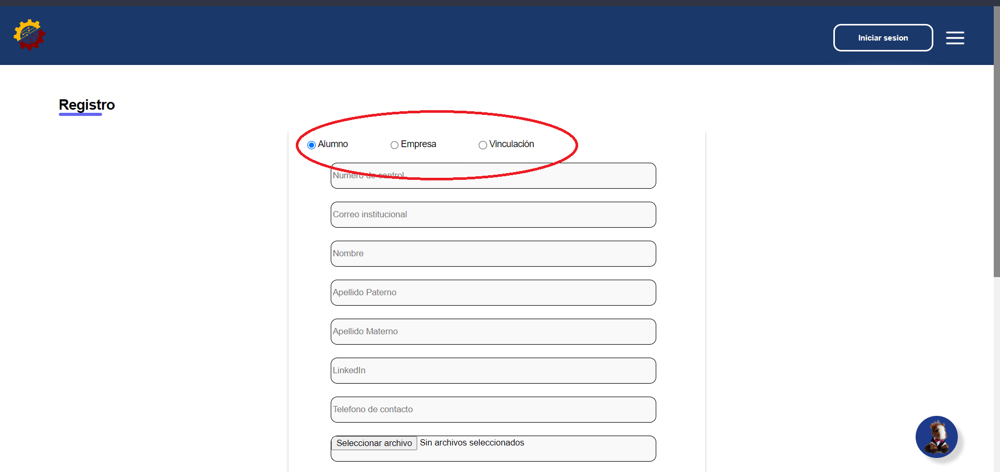 Iniciar sesion
Registro
Alumno Empresa Vinculación
Numero de control
Correo institucional
Nombre
Apellido Paterno
Apellido Materno
LinkedIn
Telefono de contacto
Seleccionar archivo Sin archivos seleccionados